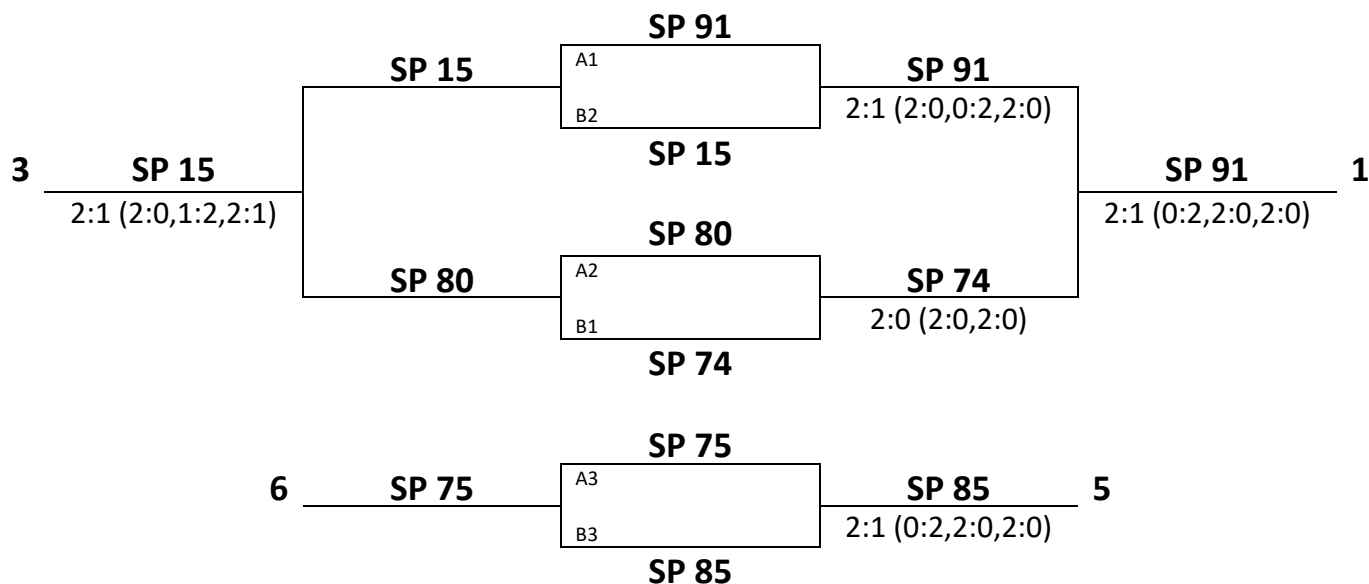 SP 91
SP 15 A1 SP 91
B2 2:1 (2:0,0:2,2:0)
3 SP 15 SP 15 SP 91 1
2:1 (2:0,1:2,2:1) 2:1 (0:2,2:0,2:0)
SP 80
SP 80 A2 SP 74
B1 2:0 (2:0,2:0)
SP 74
SP 75
6 SP 75 A3 SP 85 5
B3 2:1 (0:2,2:0,2:0)
SP 85